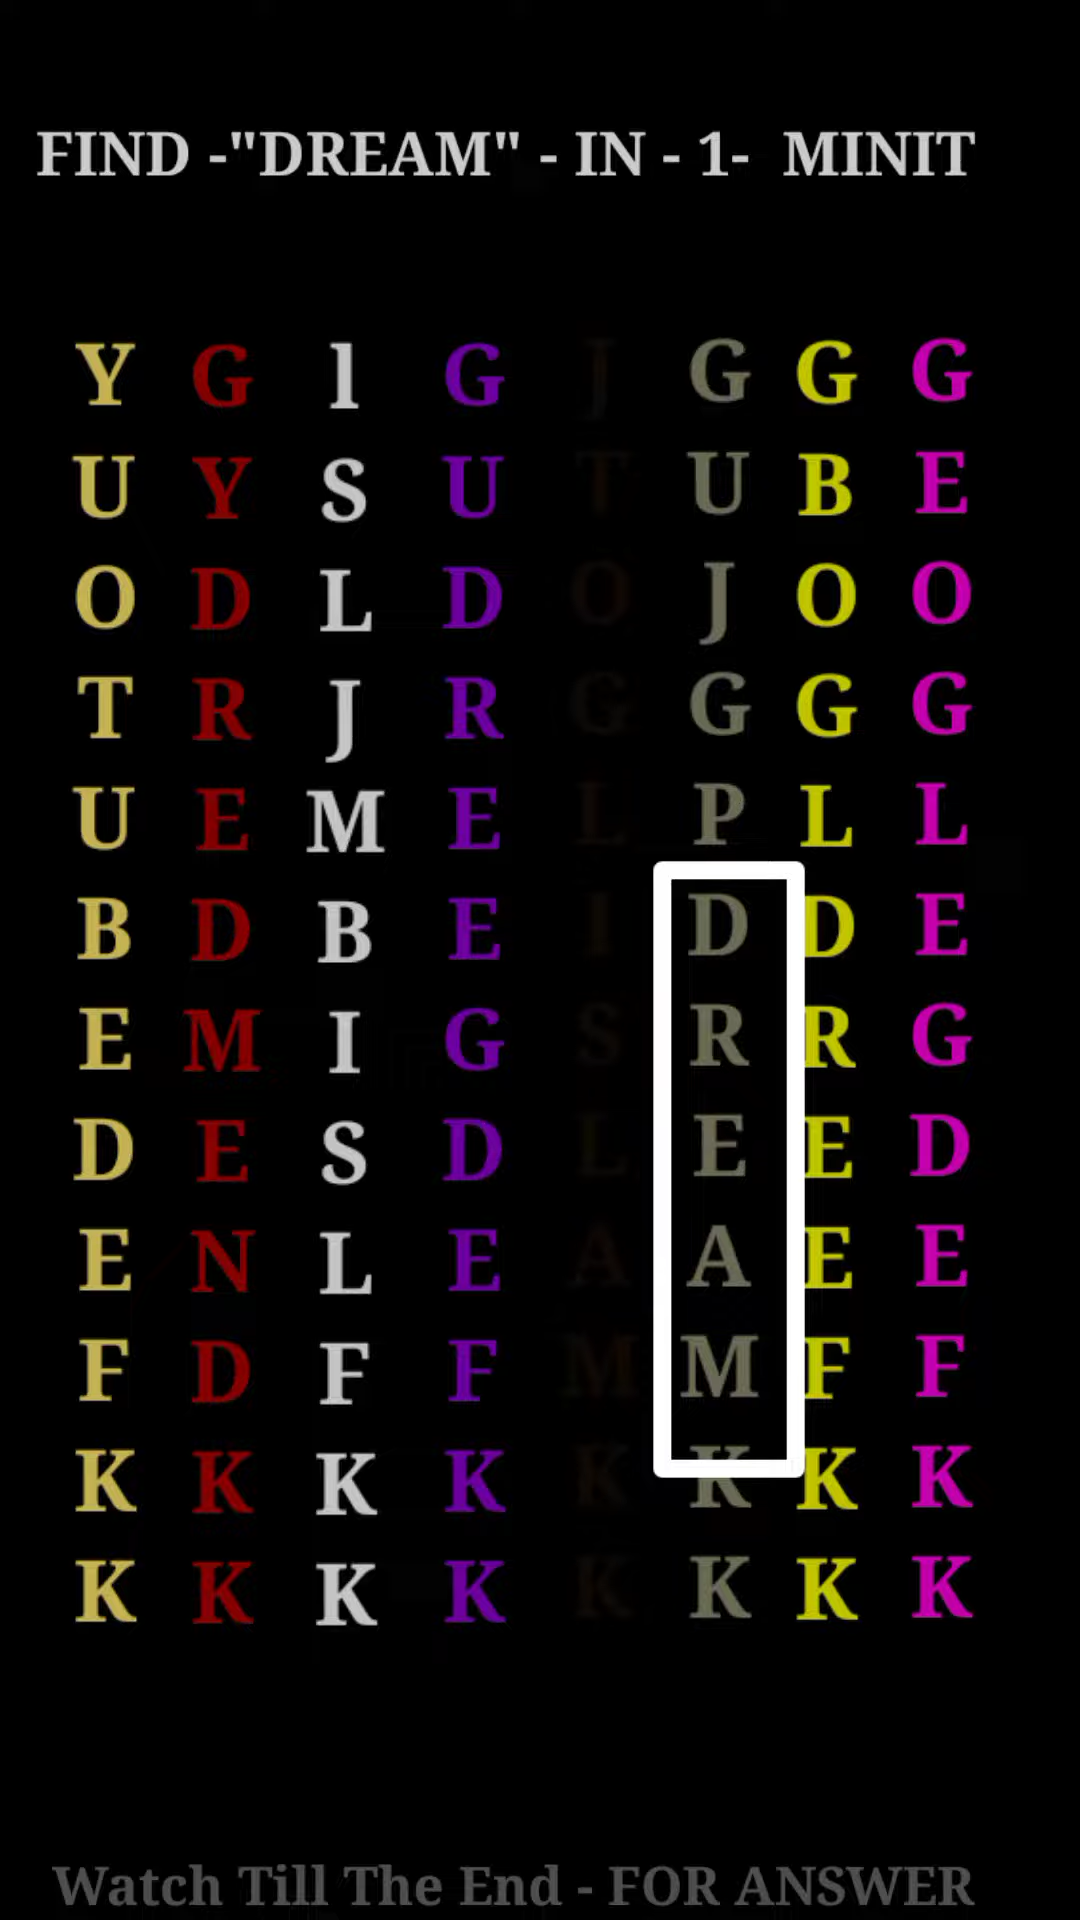 FIND -"DREAM" - IN - 1- MINIT
Y G l G J G G G
U Y S U T U B E
O D L D O J O O
T R J R G G G G
U E M E L P L L
B D B E I D D E
E M I G S R R G
D E S D L E E D
E N L E A A E E
F D F F M M F F
K K K K K K K K
K K K K K K K K
Watch Till The End - FOR ANSWER